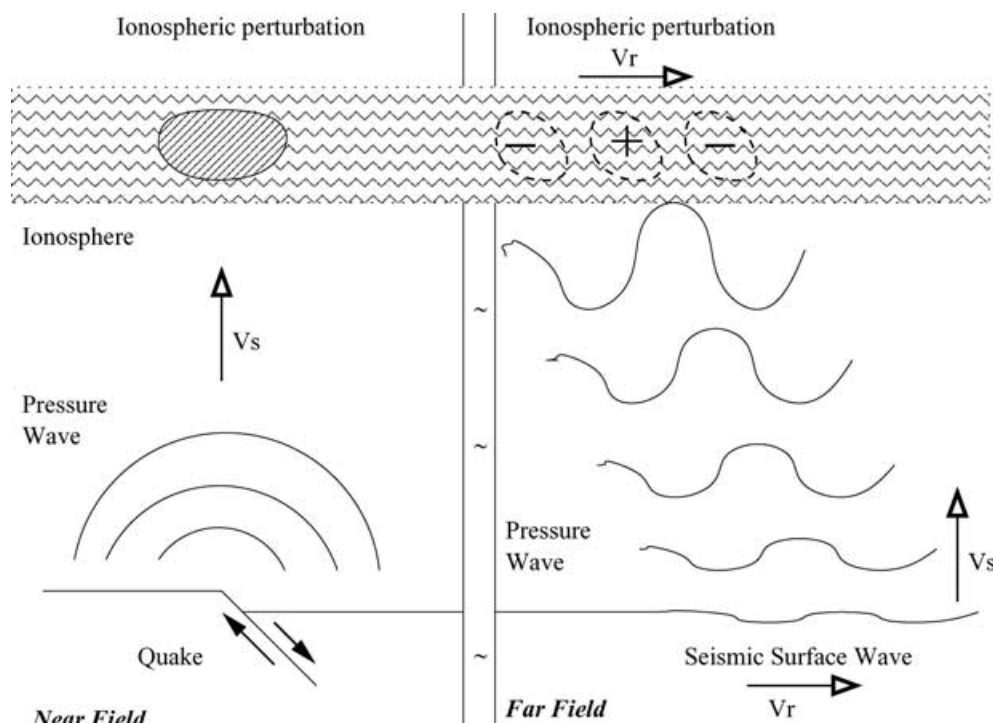 Ionospheric perturbation
Ionosphere
Vs
Pressure
Wave
Quake
Near Field
~
~
~
Ionospheric perturbation
Vr
− + −
Pressure
Wave
Vs
Seismic Surface Wave
Vr
Far Field